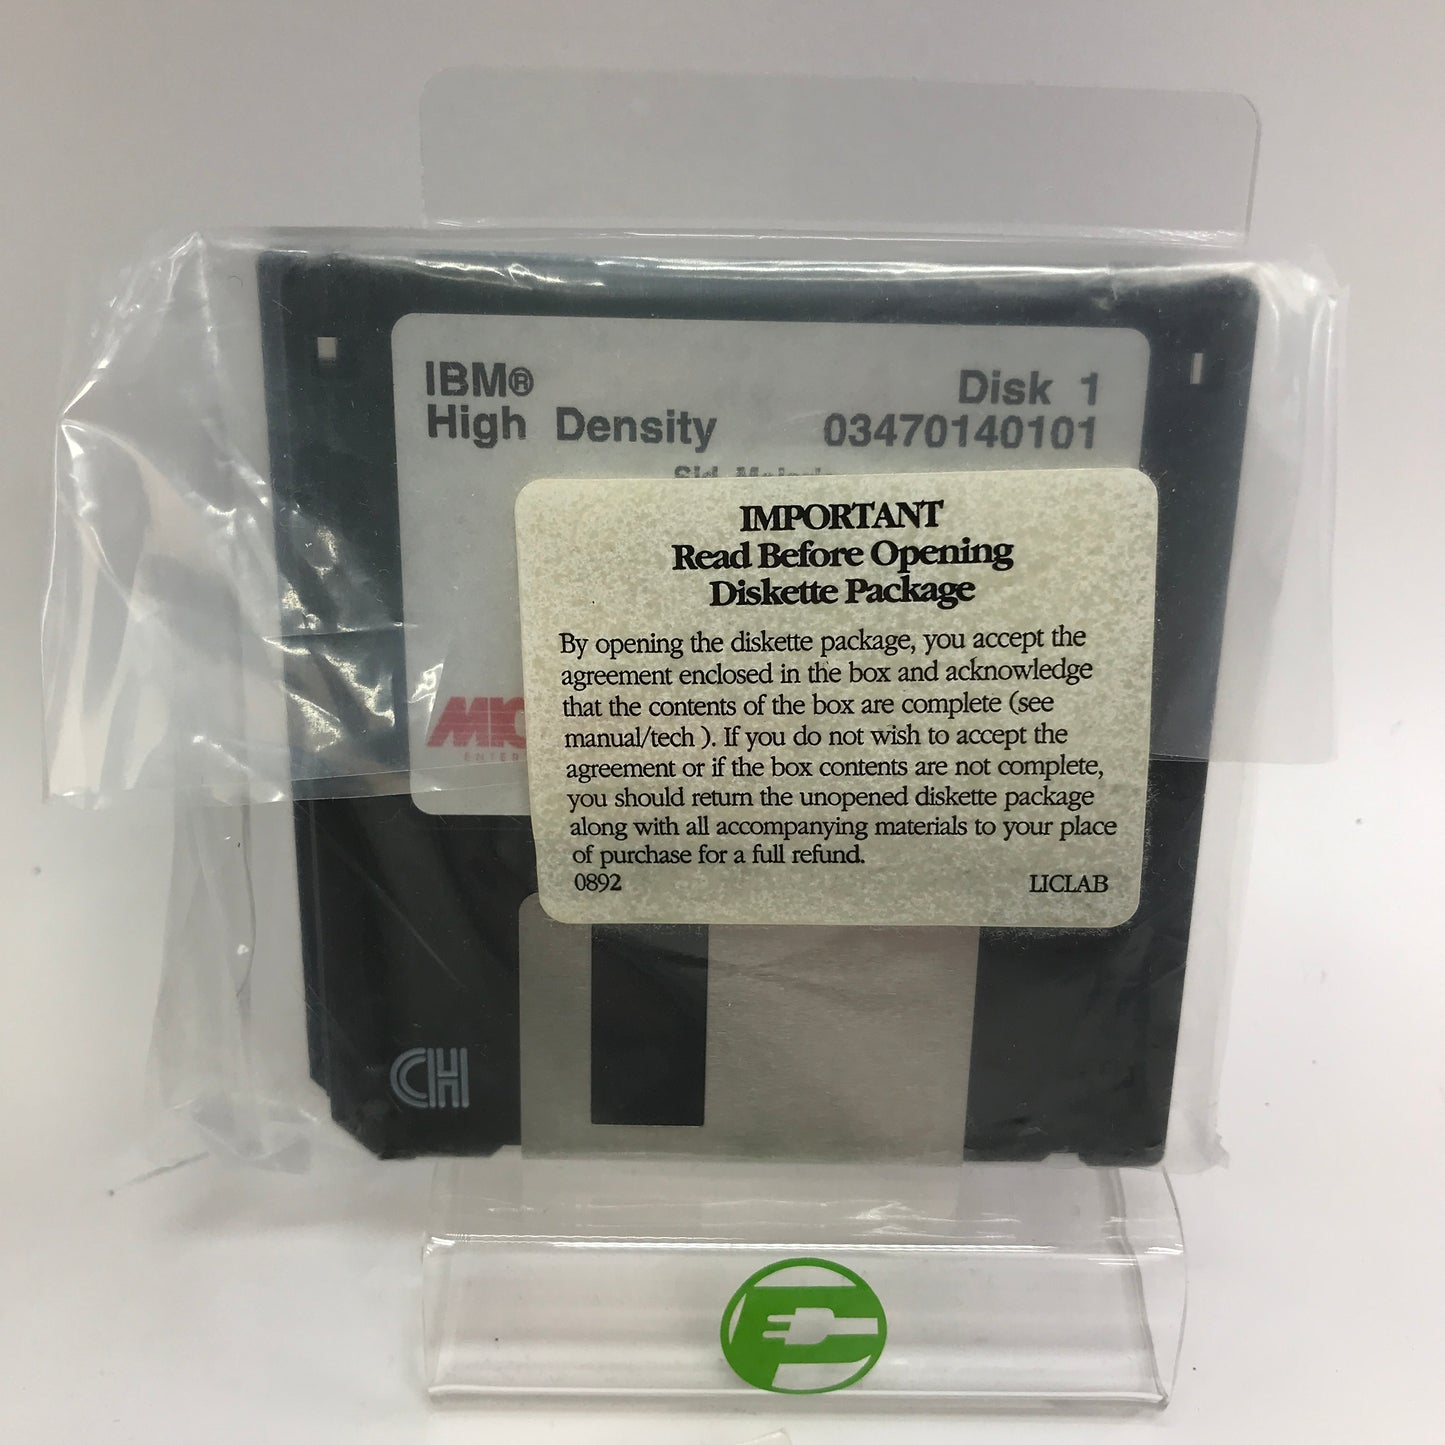 IBM®
High Density
Disk 1
03470140101
IMPORTANT
Read Before Opening
Diskette Package
By opening the diskette package, you accept the
agreement enclosed in the box and acknowledge
that the contents of the box are complete (see
manual/tech ). If you do not wish to accept the
agreement or if the box contents are not complete,
you should return the unopened diskette package
along with all accompanying materials to your place
of purchase for a full refund.
0892
LICLAB
CH